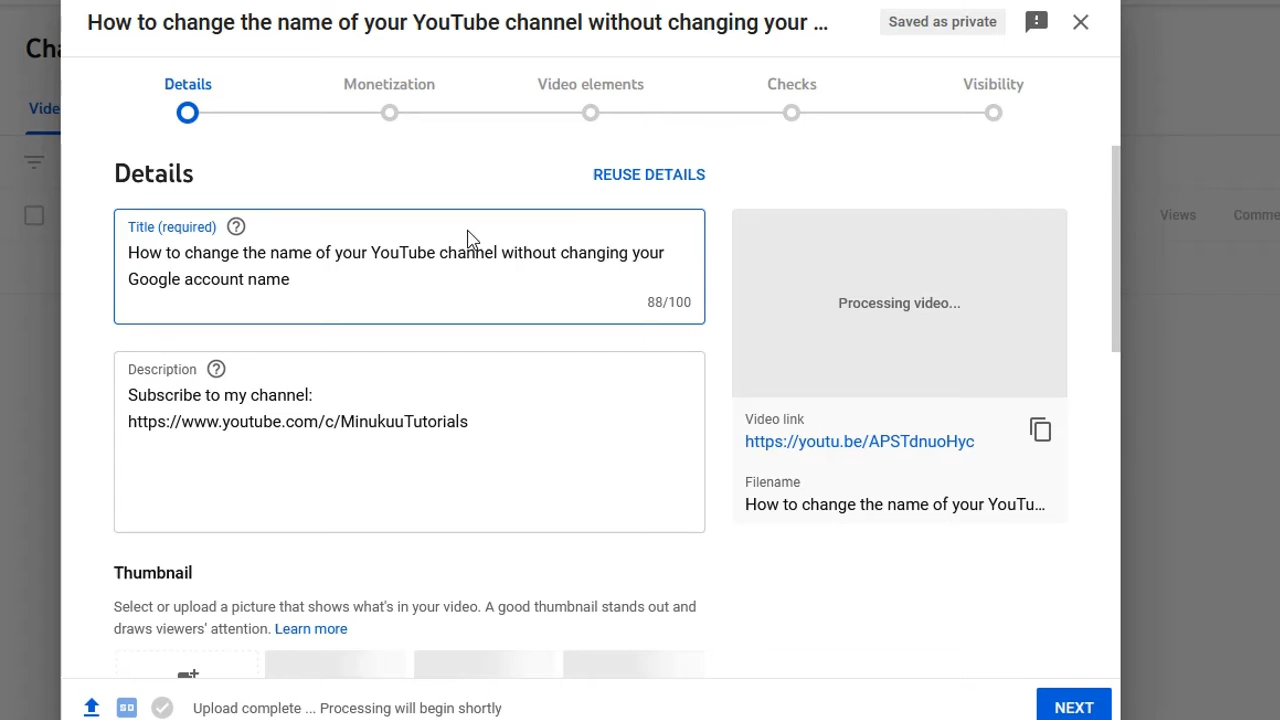 How to change the name of your YouTube channel without changing your ...
Saved as private
Details
Monetization
Video elements
Checks
Visibility
Details
REUSE DETAILS
Title (required)
How to change the name of your YouTube channel without changing your
Google account name
88/100
Processing video...
Description
Subscribe to my channel:
https://www.youtube.com/c/MinukuuTutorials
Video link
https://youtu.be/APSTdnuoHyc
Filename
How to change the name of your YouTu...
Thumbnail
Select or upload a picture that shows what's in your video. A good thumbnail stands out and
draws viewers' attention. Learn more
SD
Upload complete ... Processing will begin shortly
NEXT
Views